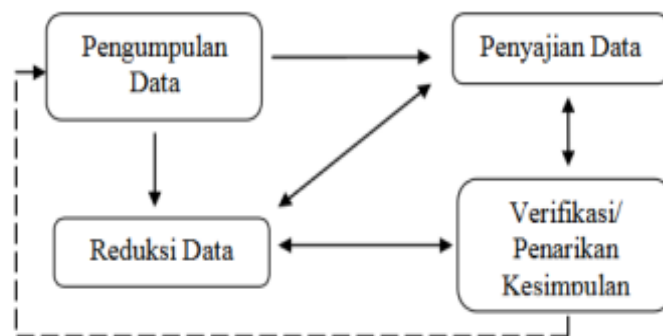 Pengumpulan
Data
Penyajian Data
Reduksi Data
Verifikasi/
Penarikan
Kesimpulan